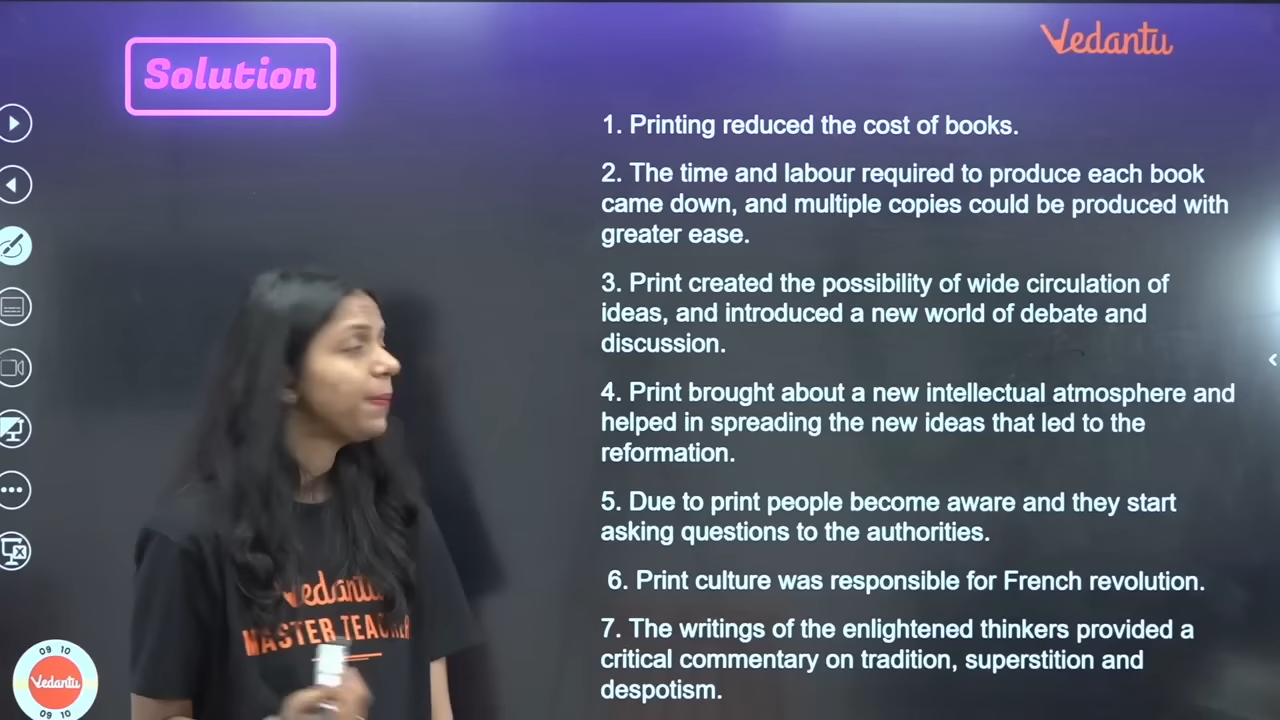 Solution
Vedantu
1. Printing reduced the cost of books.
2. The time and labour required to produce each book
came down, and multiple copies could be produced with
greater ease.
3. Print created the possibility of wide circulation of
ideas, and introduced a new world of debate and
discussion.
4. Print brought about a new intellectual atmosphere and
helped in spreading the new ideas that led to the
reformation.
5. Due to print people become aware and they start
asking questions to the authorities.
6. Print culture was responsible for French revolution.
7. The writings of the enlightened thinkers provided a
critical commentary on tradition, superstition and
despotism.
Vedantu
MASTER TEACHER
09 10
Vedantu
09 10